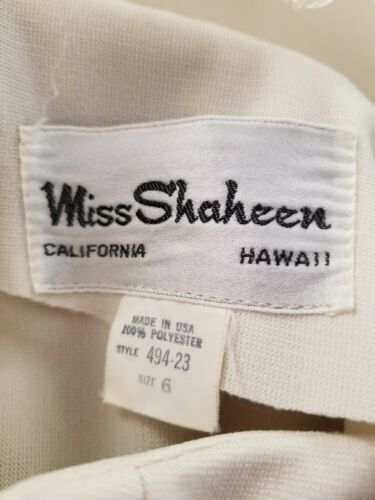 Miss Shaheen
CALIFORNIA HAWAII
MADE IN USA
100% POLYESTER
STYLE 494-23
SIZE 6